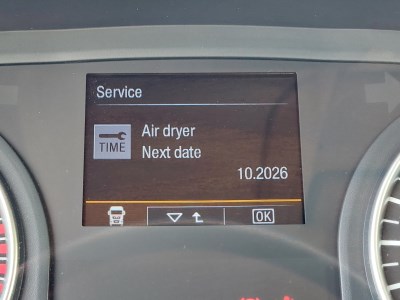 Service
TIME
Air dryer
Next date
10.2026
OK